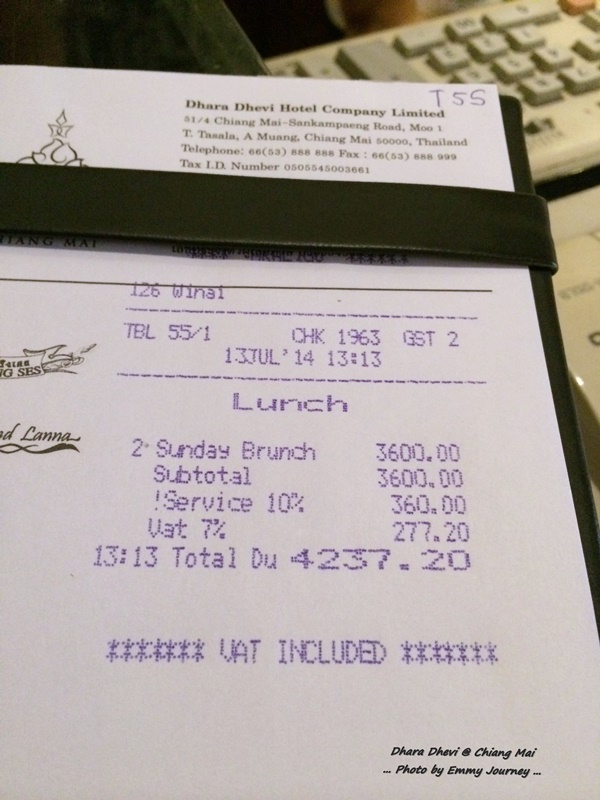 T55
Dhara Dhevi Hotel Company Limited
51/4 Chiang Mai-Sankampaeng Road, Moo 1
T. Tasala, A Muang, Chiang Mai 50000, Thailand
Telephone: 66(53) 888 888 Fax : 66(53) 888 999
Tax I.D. Number 0505545003661
CHIANG MAI
126 Winai
TBL 55/1 CHK 1963 GST 2
13JUL'14 13:13
Lunch
2 Sunday Brunch 3600.00
Subtotal 3600.00
!Service 10% 360.00
Vat 7% 277.20
13:13 Total Du 4237.20
******* VAT INCLUDED *******
Lanna
Dhara Dhevi @ Chiang Mai
... Photo by Emmy Journey ...